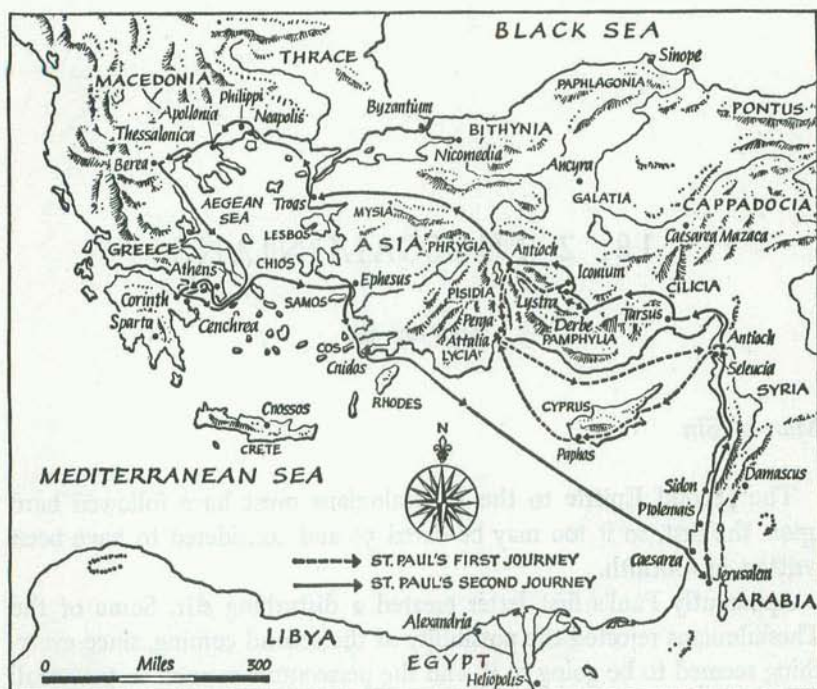 BLACK SEA
THRACE
Sinope
MACEDONIA
PAPHLAGONIA
Philippi
Apollonia
Neapolis
Byzantium
PONTUS
Thessalonica
BITHYNIA
Berea
Nicomedia
Ancyra
AEGEAN
SEA
Troas
GALATIA
CAPPADOCIA
MYSIA
LESBOS
ASIA
PHRYGIA
Antioch
Caesarea Mazaca
GREECE
CHIOS
Iconium
Athens
Ephesus
CILICIA
Corinth
SAMOS
PISIDIA
Lystra
Tarsus
Sparta
Cenchrea
Perga
Derbe
Antioch
COS
Attalia
PAMPHYLIA
Cnidos
LYCIA
Seleucia
RHODES
SYRIA
Cnossos
CYPRUS
CRETE
N
Paphos
MEDITERRANEAN SEA
Damascus
Sidon
Ptolemais
ST. PAUL'S FIRST JOURNEY
Caesarea
ST. PAUL'S SECOND JOURNEY
Jerusalem
ARABIA
Alexandria
LIBYA
EGYPT
0 Miles 300
Heliopolis